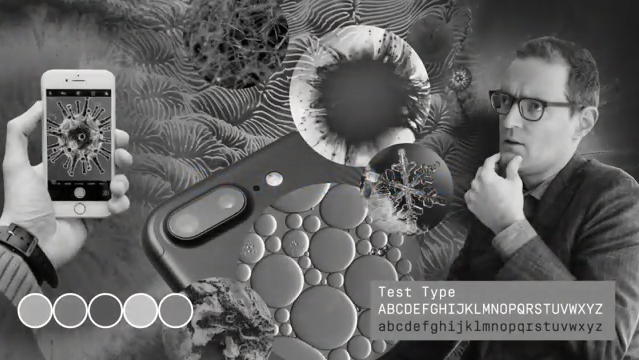 Test Type
ABCDEFGHIJKLMNOPQRSTUVWXYZ
abcdefghijklmnopqrstuvwxyz